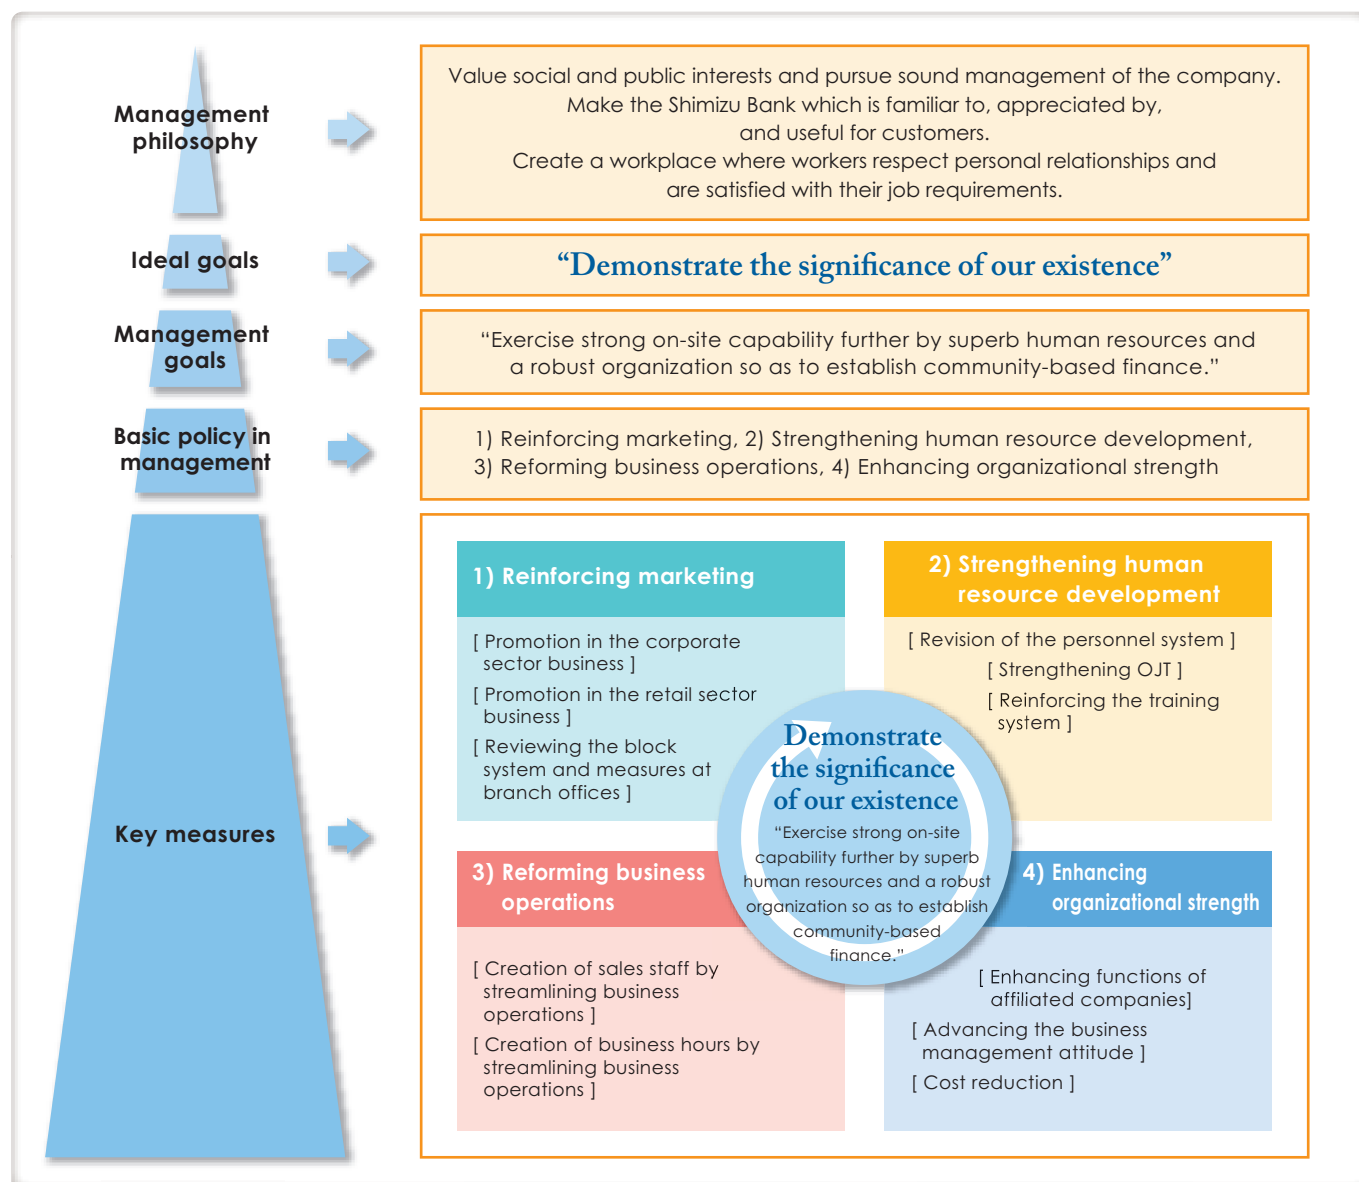 Management
philosophy
Value social and public interests and pursue sound management of the company.
Make the Shimizu Bank which is familiar to, appreciated by,
and useful for customers.
Create a workplace where workers respect personal relationships and
are satisfied with their job requirements.
Ideal goals
“Demonstrate the significance of our existence”
Management
goals
“Exercise strong on-site capability further by superb human resources and
a robust organization so as to establish community-based finance.”
Basic policy in
management
1) Reinforcing marketing, 2) Strengthening human resource development,
3) Reforming business operations, 4) Enhancing organizational strength
Key measures
1) Reinforcing marketing
[ Promotion in the corporate
sector business ]
[ Promotion in the retail sector
business ]
[ Reviewing the block
system and measures at
branch offices ]
2) Strengthening human
resource development
[ Revision of the personnel system ]
[ Strengthening OJT ]
[ Reinforcing the training
system ]
Demonstrate
the significance
of our existence
“Exercise strong on-site
capability further by superb
human resources and a robust
organization so as to establish
community-based
finance.”
3) Reforming business
operations
[ Creation of sales staff by
streamlining business
operations ]
[ Creation of business hours by
streamlining business
operations ]
4) Enhancing
organizational strength
[ Enhancing functions of
affiliated companies]
[ Advancing the business
management attitude ]
[ Cost reduction ]